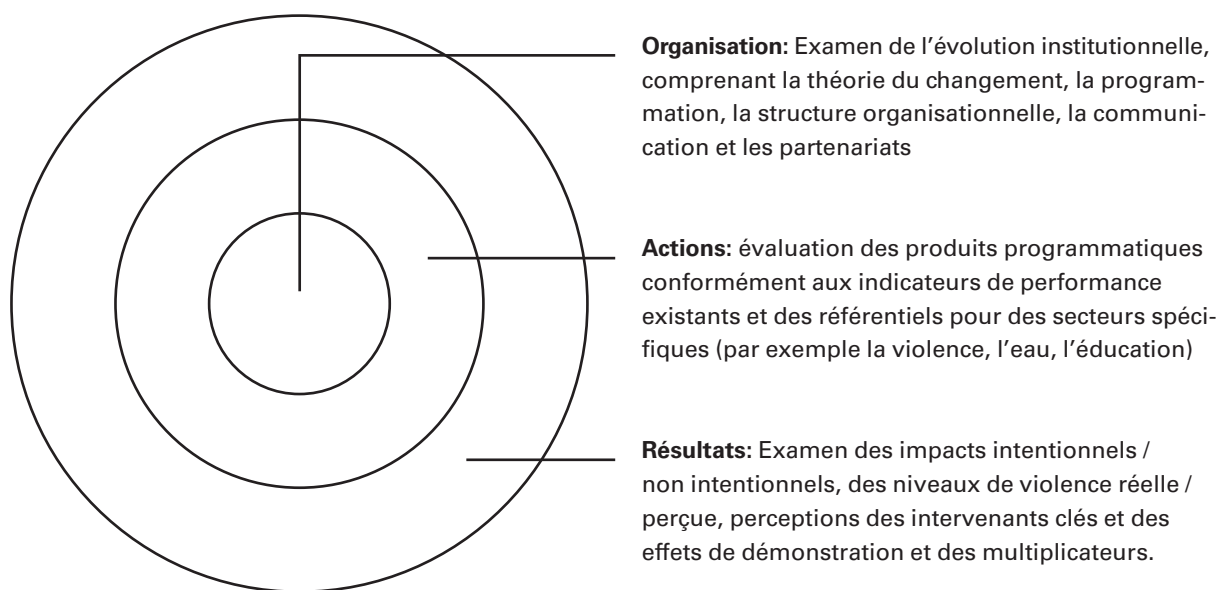 Organisation: Examen de l’évolution institutionnelle,
comprenant la théorie du changement, la program-
mation, la structure organisationnelle, la communi-
cation et les partenariats
Actions: évaluation des produits programmatiques
conformément aux indicateurs de performance
existants et des référentiels pour des secteurs spéci-
fiques (par exemple la violence, l’eau, l’éducation)
Résultats: Examen des impacts intentionnels /
non intentionnels, des niveaux de violence réelle /
perçue, perceptions des intervenants clés et des
effets de démonstration et des multiplicateurs.